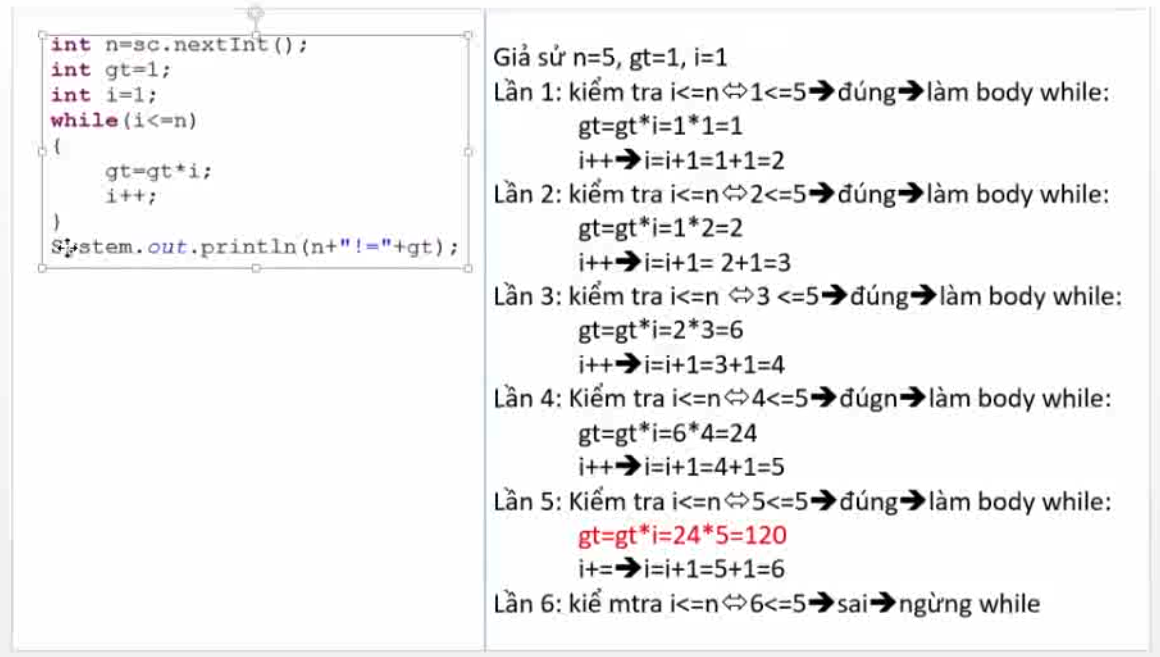 int n=sc.nextInt();
int gt=1;
int i=1;
while(i<=n)
{
gt=gt*i;
i++;
}
System.out.println(n+"!="+gt);
Giả sử n=5, gt=1, i=1
Lần 1: kiểm tra i<=n⇔1<=5➔đúng➔làm body while:
gt=gt*i=1*1=1
i++➔i=i+1=1+1=2
Lần 2: kiểm tra i<=n⇔2<=5➔đúng➔làm body while:
gt=gt*i=1*2=2
i++➔i=i+1= 2+1=3
Lần 3: kiểm tra i<=n ⇔3 <=5➔đúng➔làm body while:
gt=gt*i=2*3=6
i++➔i=i+1=3+1=4
Lần 4: Kiểm tra i<=n⇔4<=5➔đúgn➔làm body while:
gt=gt*i=6*4=24
i++➔i=i+1=4+1=5
Lần 5: Kiểm tra i<=n⇔5<=5➔đúng➔làm body while:
gt=gt*i=24*5=120
i+=➔i=i+1=5+1=6
Lần 6: kiể mtra i<=n⇔6<=5➔sai➔ngừng while